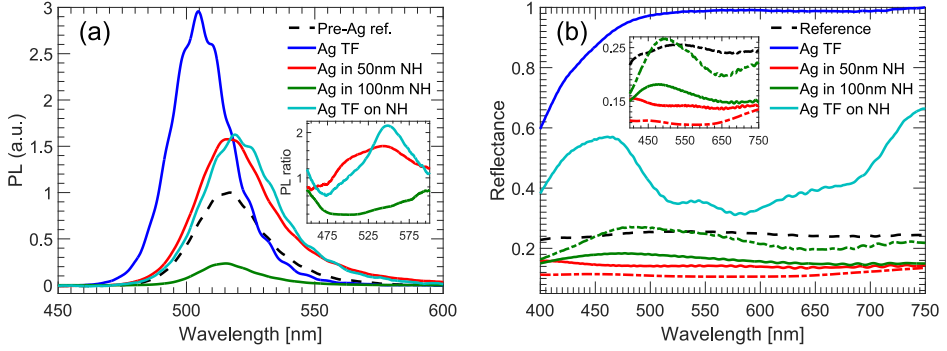 (a)
Pre-Ag ref.
Ag TF
Ag in 50nm NH
Ag in 100nm NH
Ag TF on NH
PL (a.u.)
3
2.5
2
1.5
1
0.5
0
450
500
550
600
Wavelength [nm]
PL ratio
2
1
475
525
575
(b)
Reference
Ag TF
Ag in 50nm NH
Ag in 100nm NH
Ag TF on NH
Reflectance
1
0.8
0.6
0.4
0.2
400
450
500
550
600
650
700
750
Wavelength [nm]
0.25
0.15
450
550
650
750